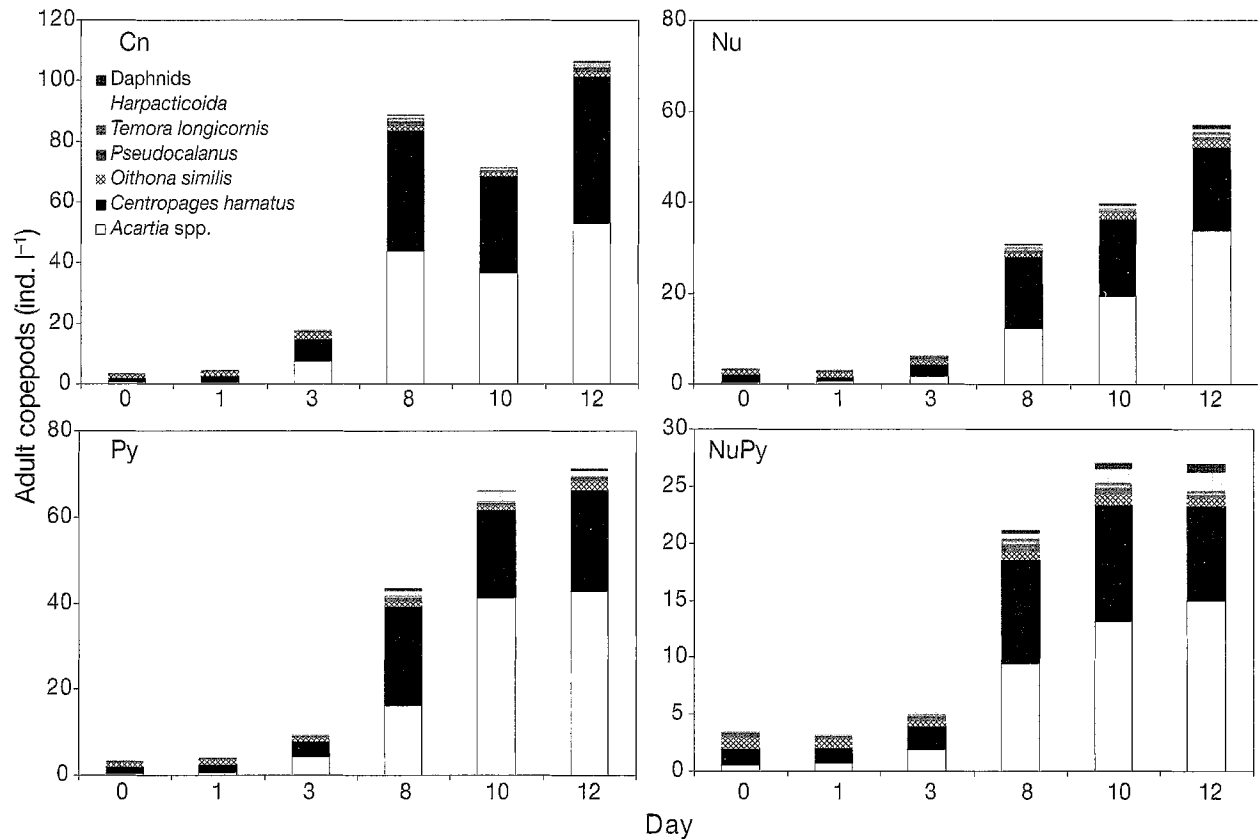 Adult copepods (ind. l⁻¹)
Cn
120
100
80
60
40
20
0
Daphnids
Harpacticoida
Temora longicornis
Pseudocalanus
Oithona similis
Centropages hamatus
Acartia spp.
0 1 3 8 10 12
Nu
80
60
40
20
0
0 1 3 8 10 12
Py
80
60
40
20
0
0 1 3 8 10 12
NuPy
30
25
20
15
10
5
0
0 1 3 8 10 12
Day